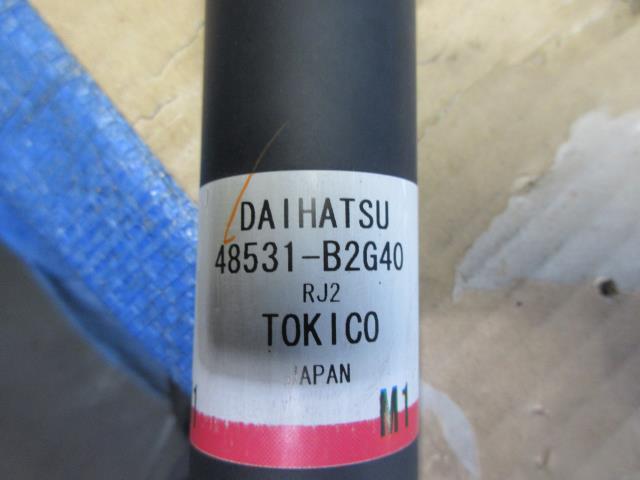 DAIHATSU
48531-B2G40
RJ2
TOKICO
JAPAN
M1